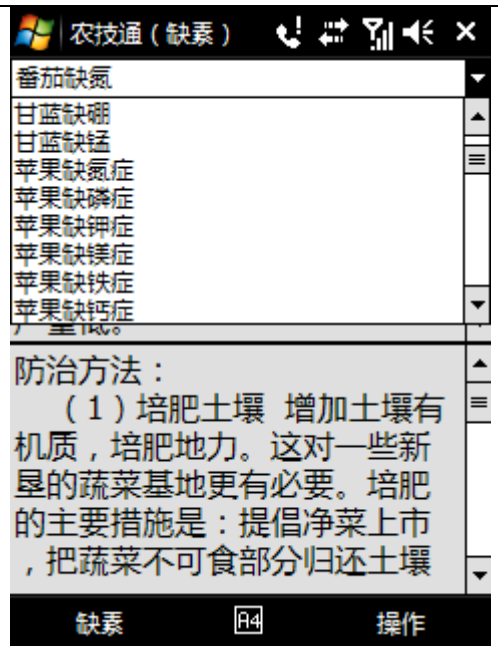 农技通（缺素）
番茄缺氮
甘蓝缺硼
甘蓝缺锰
苹果缺氮症
苹果缺磷症
苹果缺钾症
苹果缺镁症
苹果缺铁症
苹果缺钙症
产量低。
防治方法：
（1）培肥土壤 增加土壤有
机质，培肥地力。这对一些新
垦的蔬菜基地更有必要。培肥
的主要措施是：提倡净菜上市
，把蔬菜不可食部分归还土壤
缺素 A4 操作